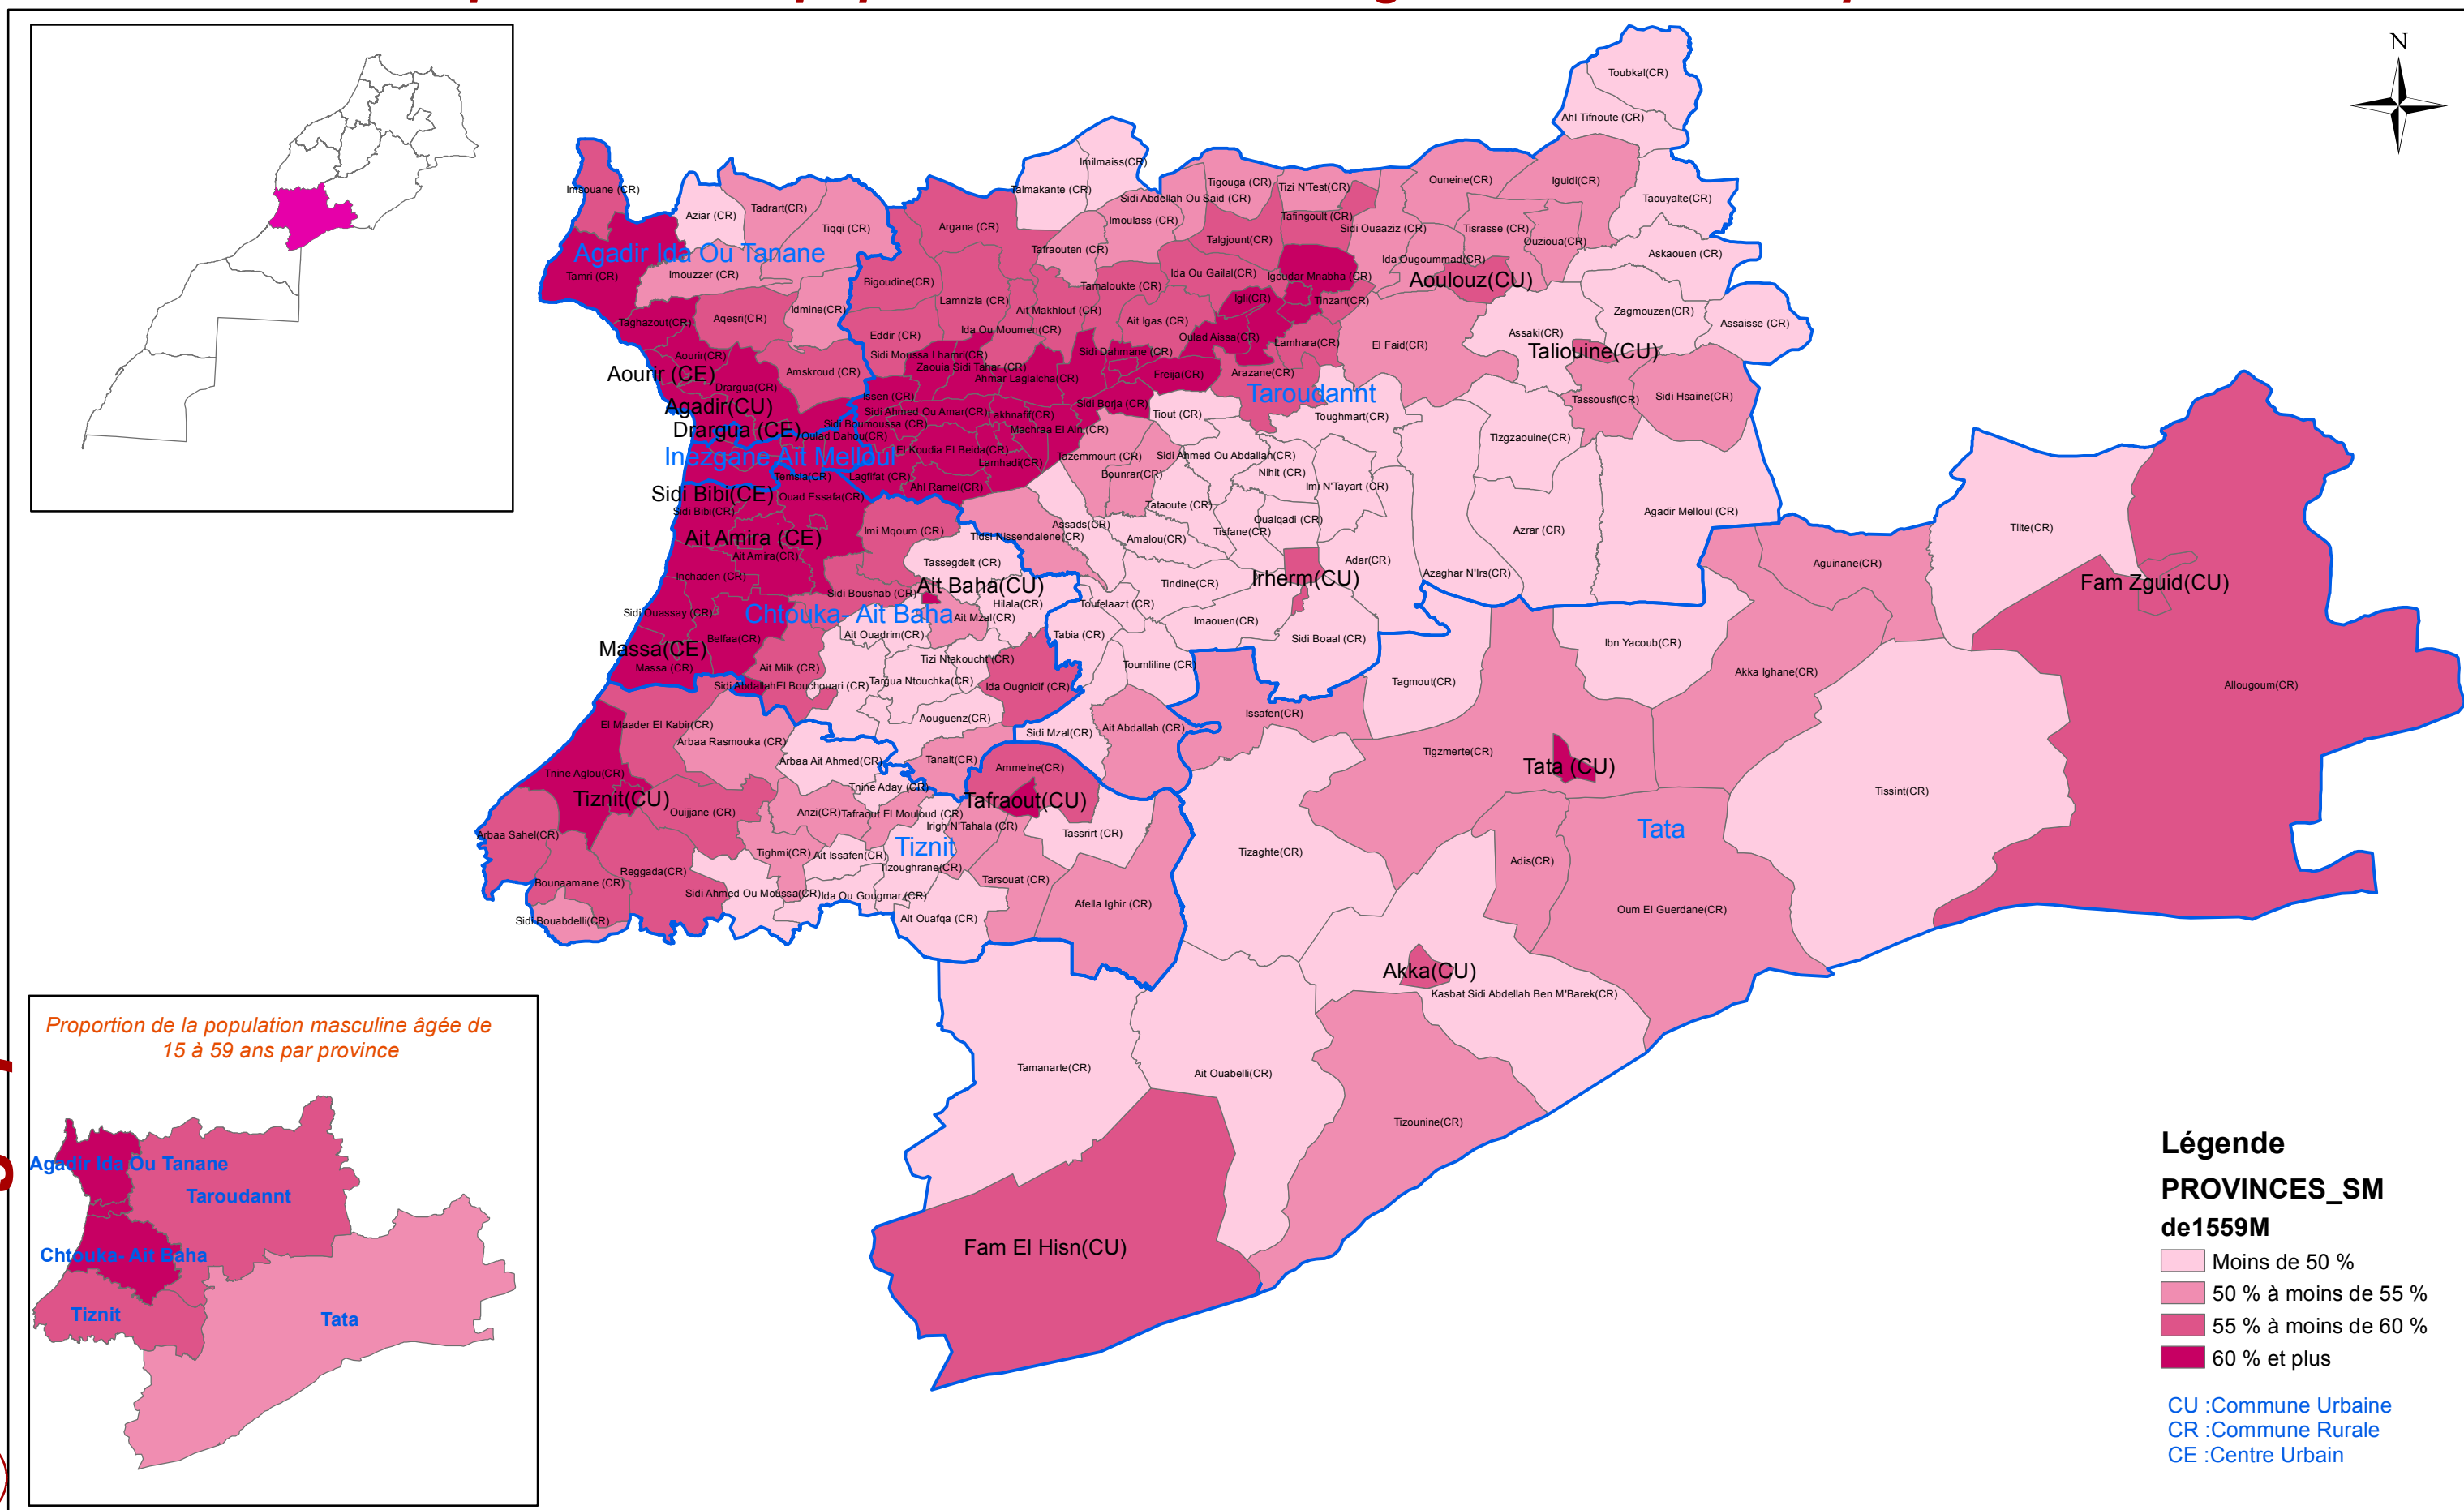 N
Toubkal(CR)
Ahl Tifnoute (CR)
Imilmaiss(CR)
Talmakante (CR)
Imsouane (CR)
Aziar (CR)
Tadrart(CR)
Tiqqi (CR)
Argana (CR)
Tigouga (CR)
Sidi Abdellah Ou Said (CR)
Tizi N'Test(CR)
Ouneine(CR)
Iguidi(CR)
Taouyalte(CR)
Imoulass (CR)
Tafingoult (CR)
Sidi Ouaaziz (CR)
Tisrasse (CR)
Ouzioua(CR)
Talgjount(CR)
Tafraouten (CR)
Askaouen (CR)
Agadir Ida Ou Tanane
Tamri (CR)
Imouzzer (CR)
Bigoudine(CR)
Tamaloukte (CR)
Ida Ou Gailal(CR)
Igoudar Mnabha (CR)
Ida Ougoummad(CR)
Aoulouz(CU)
Lamnizla (CR)
Igli(CR)
Tinzart(CR)
Idmine(CR)
Ait Makhlouf (CR)
Zagmouzen(CR)
Assaisse (CR)
Taghazout(CR)
Aqesri(CR)
Ait Igas (CR)
Ida Ou Moumen(CR)
Eddir (CR)
Oulad Aissa(CR)
Lamhara(CR)
El Faid(CR)
Assaki(CR)
Taliouine(CU)
Aourir(CR)
Sidi Moussa Lhamri(CR)
Sidi Dahmane (CR)
Zaouia Sidi Tahar (CR)
Aourir (CE)
Amskroud (CR)
Ahmar Laglalcha(CR)
Freija(CR)
Arazane(CR)
Drargua(CR)
Taroudannt
Issen (CR)
Tassousfi(CR)
Sidi Hsaine(CR)
Agadir(CU)
Sidi Borja (CR)
Sidi Ahmed Ou Amar(CR)
Lakhnafif(CR)
Tiout (CR)
Toughmart(CR)
Sidi Boumoussa (CR)
Drargua (CE)
Oulad Dahou(CR)
Machraa El Ain(CR)
Tizgzaouine(CR)
El Koudia El Beida(CR)
Inezgane Ait Melloul
Tazemmourt (CR)
Sidi Ahmed Ou Abdallah(CR)
Lamhadi(CR)
Temsia(CR)
Lagfifat (CR)
Bounrar(CR)
Nihit (CR)
Ahl Ramel(CR)
Imi N'Tayart (CR)
Sidi Bibi(CE)
Ouad Essafa(CR)
Tataoute (CR)
Sidi Bibi(CR)
Agadir Melloul (CR)
Oualqadi (CR)
Assads(CR)
Tlite(CR)
Imi Mqourn (CR)
Azrar (CR)
Tisfane(CR)
Ait Amira (CE)
Tidsi Nissendalene(CR)
Amalou(CR)
Ait Amira(CR)
Tassegdelt (CR)
Adar(CR)
Aguinane(CR)
Azaghar N'Irs(CR)
Inchaden (CR)
Irherm(CU)
Tindine(CR)
Fam Zguid(CU)
Ait Baha(CU)
Sidi Boushab (CR)
Hilala(CR)
Toufelaazt (CR)
Sidi Ouassay (CR)
Chtouka- Ait Baha
Ait Mzal(CR)
Imaouen(CR)
Ait Ouadrim(CR)
Tabia (CR)
Belfaa(CR)
Sidi Boaal (CR)
Ibn Yacoub(CR)
Massa(CE)
Massa (CR)
Ait Milk (CR)
Tizi Ntakoucht (CR)
Toumliline (CR)
Akka Ighane(CR)
Targua Ntouchka(CR)
Tagmout(CR)
Sidi Abdallah El Bouchouari (CR)
Ida Ougnidif (CR)
Allougoum(CR)
Issafen(CR)
Aouguenz(CR)
El Maader El Kabir(CR)
Ait Abdallah (CR)
Sidi Mzal(CR)
Arbaa Rasmouka (CR)
Tigzmerte(CR)
Arbaa Ait Ahmed(CR)
Tanalt(CR)
Ammelne(CR)
Tata (CU)
Tnine Aglou(CR)
Tnine Aday (CR)
Tissint(CR)
Tiznit(CU)
Tafraout(CU)
Ouijjane (CR)
Anzi(CR)
Tafraout El Mouloud (CR)
Irigh N'Tahala (CR)
Tassrirt (CR)
Tata
Arbaa Sahel(CR)
Tiznit
Tighmi(CR)
Ait Issafen(CR)
Tizaghte(CR)
Adis(CR)
Reggada(CR)
Tizoughrane(CR)
Tarsouat (CR)
Bounaamane (CR)
Sidi Ahmed Ou Moussa(CR)
Ida Ou Gougmar (CR)
Afella Ighir (CR)
Oum El Guerdane(CR)
Sidi Bouabdelli(CR)
Ait Ouafqa (CR)
Akka(CU)
Kasbat Sidi Abdellah Ben M'Barek(CR)
Tamanarte(CR)
Ait Ouabelli(CR)
Tizounine(CR)
Fam El Hisn(CU)
Proportion de la population masculine âgée de
15 à 59 ans par province
Agadir Ida Ou Tanane
Taroudannt
Chtouka- Ait Baha
Tiznit
Tata
Légende
PROVINCES_SM
de1559M
Moins de 50 %
50 % à moins de 55 %
55 % à moins de 60 %
60 % et plus
CU :Commune Urbaine
CR :Commune Rurale
CE :Centre Urbain